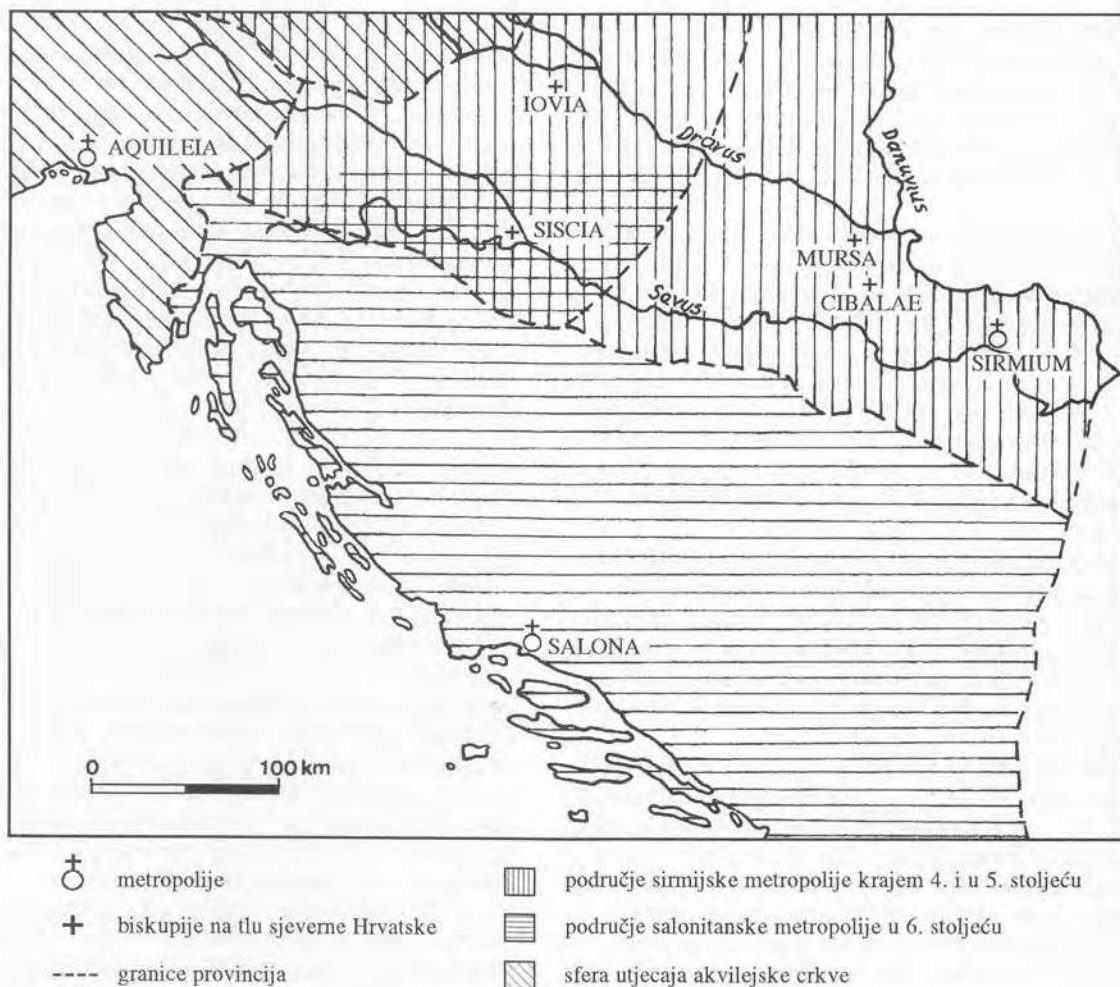 IOVIA
AQUILEIA
Dravus
Danuvius
SISCIA
MURSA
CIBALAE
Savus
SIRMIUM
SALONA
0 100 km
metropolije
biskupije na tlu sjeverne Hrvatske
granice provincija
područje sirmijske metropolije krajem 4. i u 5. stoljeću
područje salonitanske metropolije u 6. stoljeću
sfera utjecaja akvilejske crkve